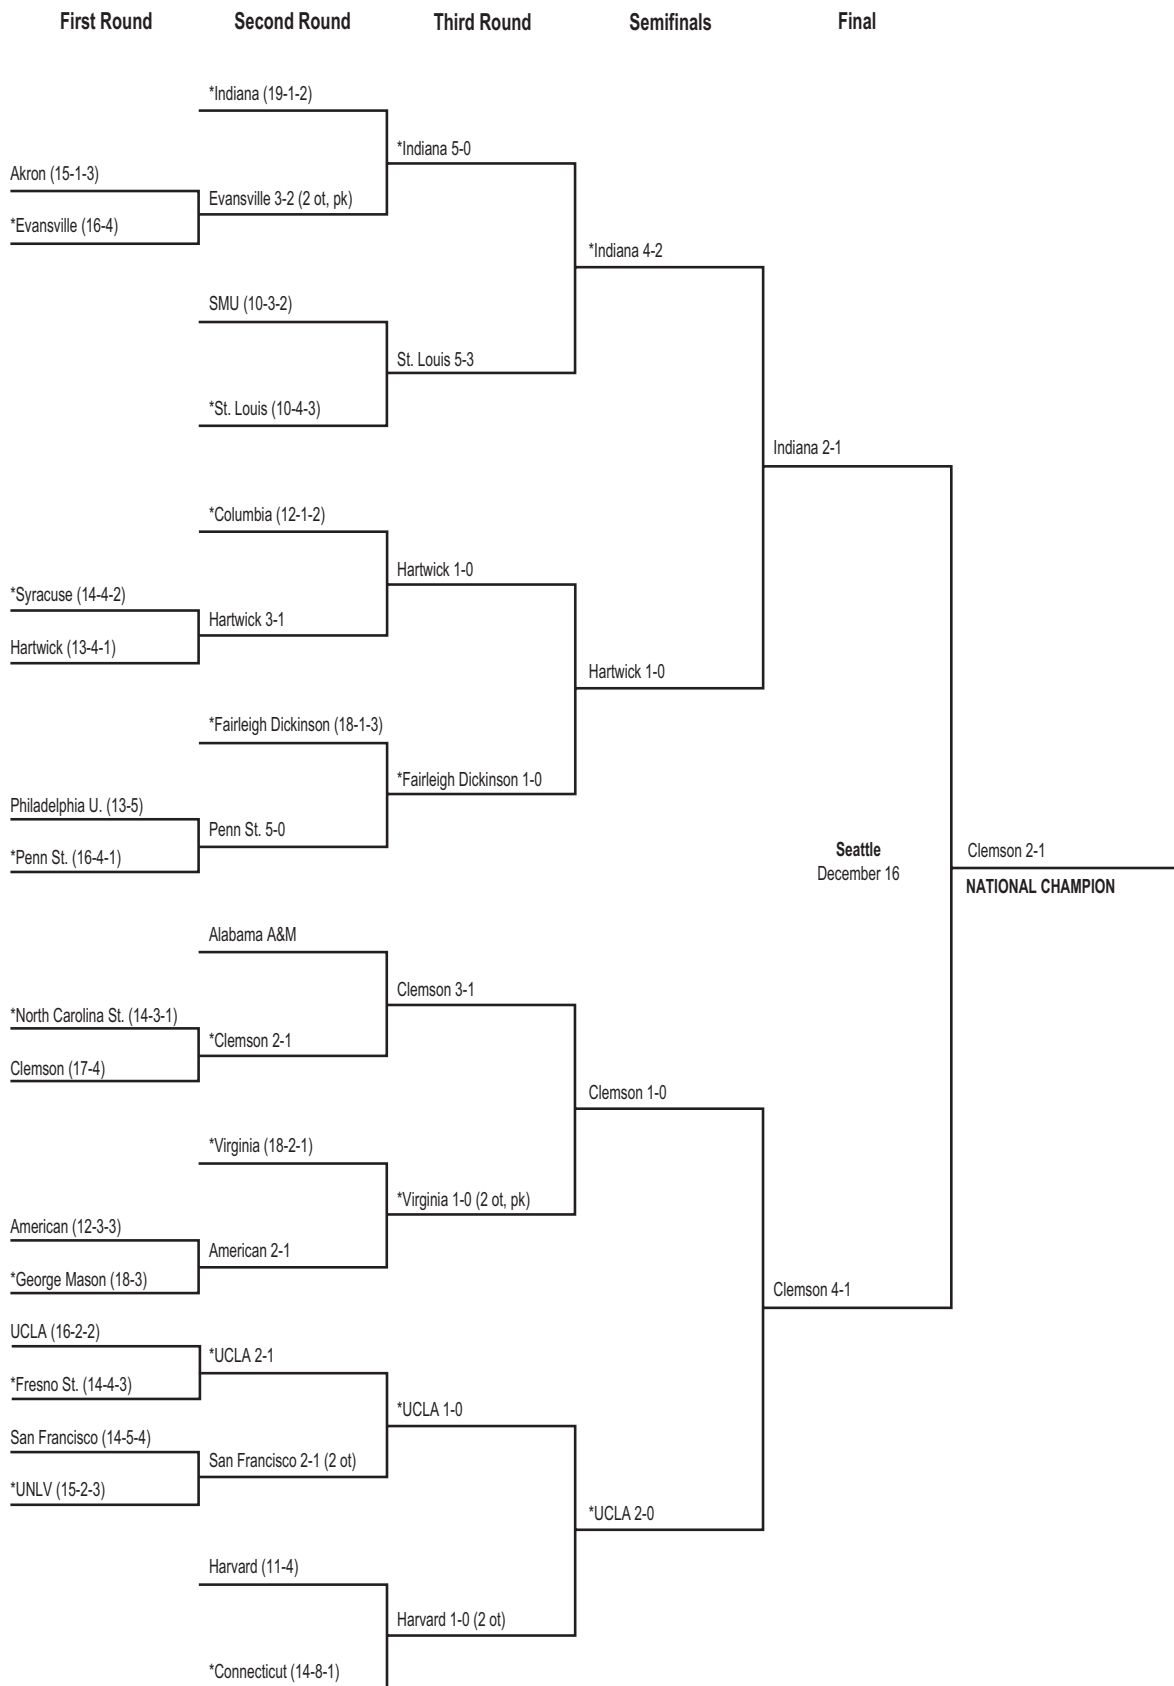 First Round
Second Round
Third Round
Semifinals
Final
*Indiana (19-1-2)
*Indiana 5-0
Akron (15-1-3)
Evansville 3-2 (2 ot, pk)
*Evansville (16-4)
*Indiana 4-2
SMU (10-3-2)
St. Louis 5-3
*St. Louis (10-4-3)
Indiana 2-1
*Columbia (12-1-2)
Hartwick 1-0
*Syracuse (14-4-2)
Hartwick 3-1
Hartwick (13-4-1)
Hartwick 1-0
*Fairleigh Dickinson (18-1-3)
*Fairleigh Dickinson 1-0
Philadelphia U. (13-5)
Penn St. 5-0
*Penn St. (16-4-1)
Seattle
December 16
Clemson 2-1
NATIONAL CHAMPION
Alabama A&M
Clemson 3-1
*North Carolina St. (14-3-1)
*Clemson 2-1
Clemson (17-4)
Clemson 1-0
*Virginia (18-2-1)
*Virginia 1-0 (2 ot, pk)
American (12-3-3)
American 2-1
*George Mason (18-3)
Clemson 4-1
UCLA (16-2-2)
*UCLA 2-1
*Fresno St. (14-4-3)
*UCLA 1-0
San Francisco (14-5-4)
San Francisco 2-1 (2 ot)
*UNLV (15-2-3)
*UCLA 2-0
Harvard (11-4)
Harvard 1-0 (2 ot)
*Connecticut (14-8-1)